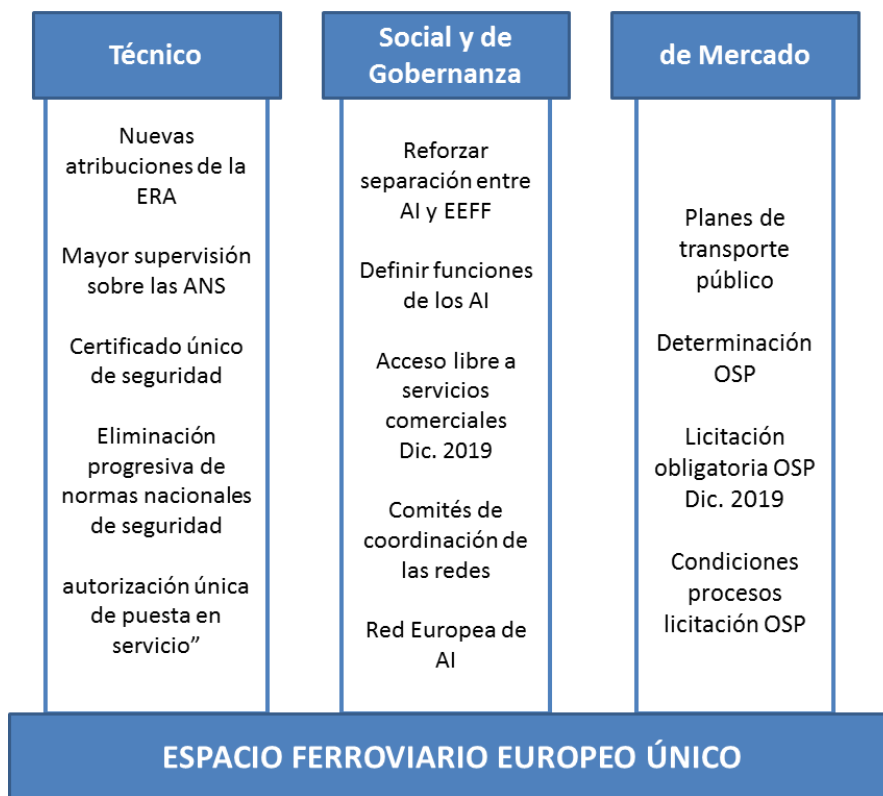 Técnico
Nuevas
atribuciones de la
ERA
Mayor supervisión
sobre las ANS
Certificado único
de seguridad
Eliminación
progresiva de
normas nacionales
de seguridad
autorización única
de puesta en
servicio”
Social y de
Gobernanza
Reforzar
separación entre
AI y EEFF
Definir funciones
de los AI
Acceso libre a
servicios
comerciales
Dic. 2019
Comités de
coordinación de
las redes
Red Europea de
AI
de Mercado
Planes de
transporte
público
Determinación
OSP
Licitación
obligatoria OSP
Dic. 2019
Condiciones
procesos
licitación OSP
ESPACIO FERROVIARIO EUROPEO ÚNICO